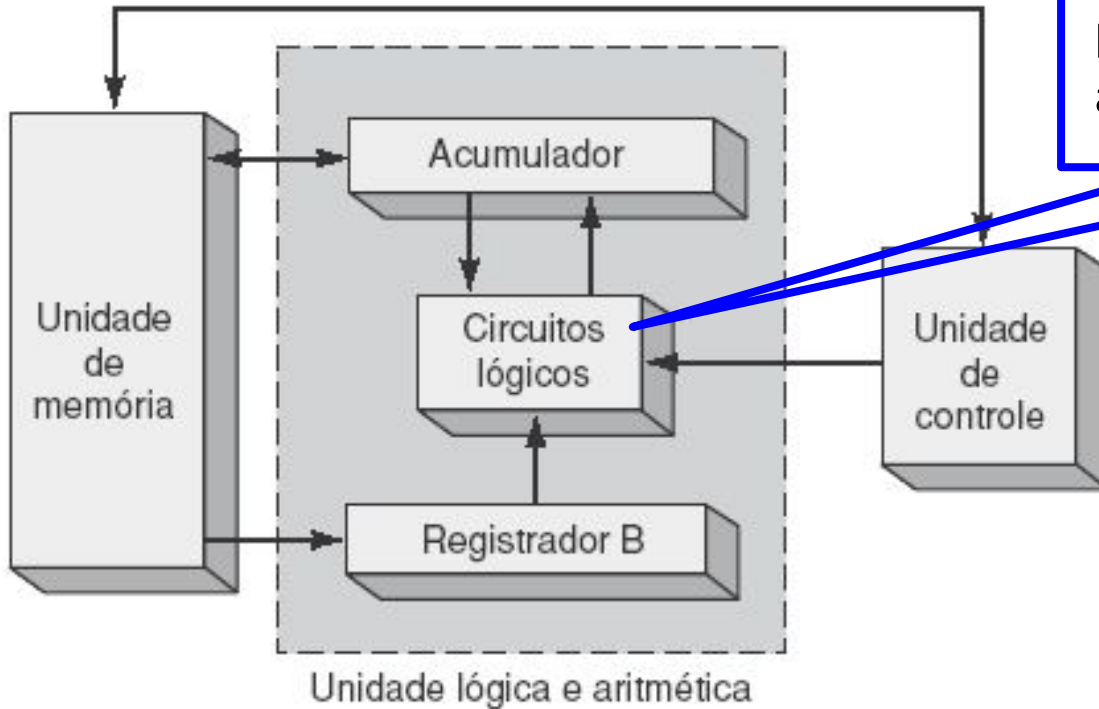 Acumulador
Unidade
de
memória
Circuitos
lógicos
Unidade
de
controle
Registrador B
Unidade lógica e aritmética